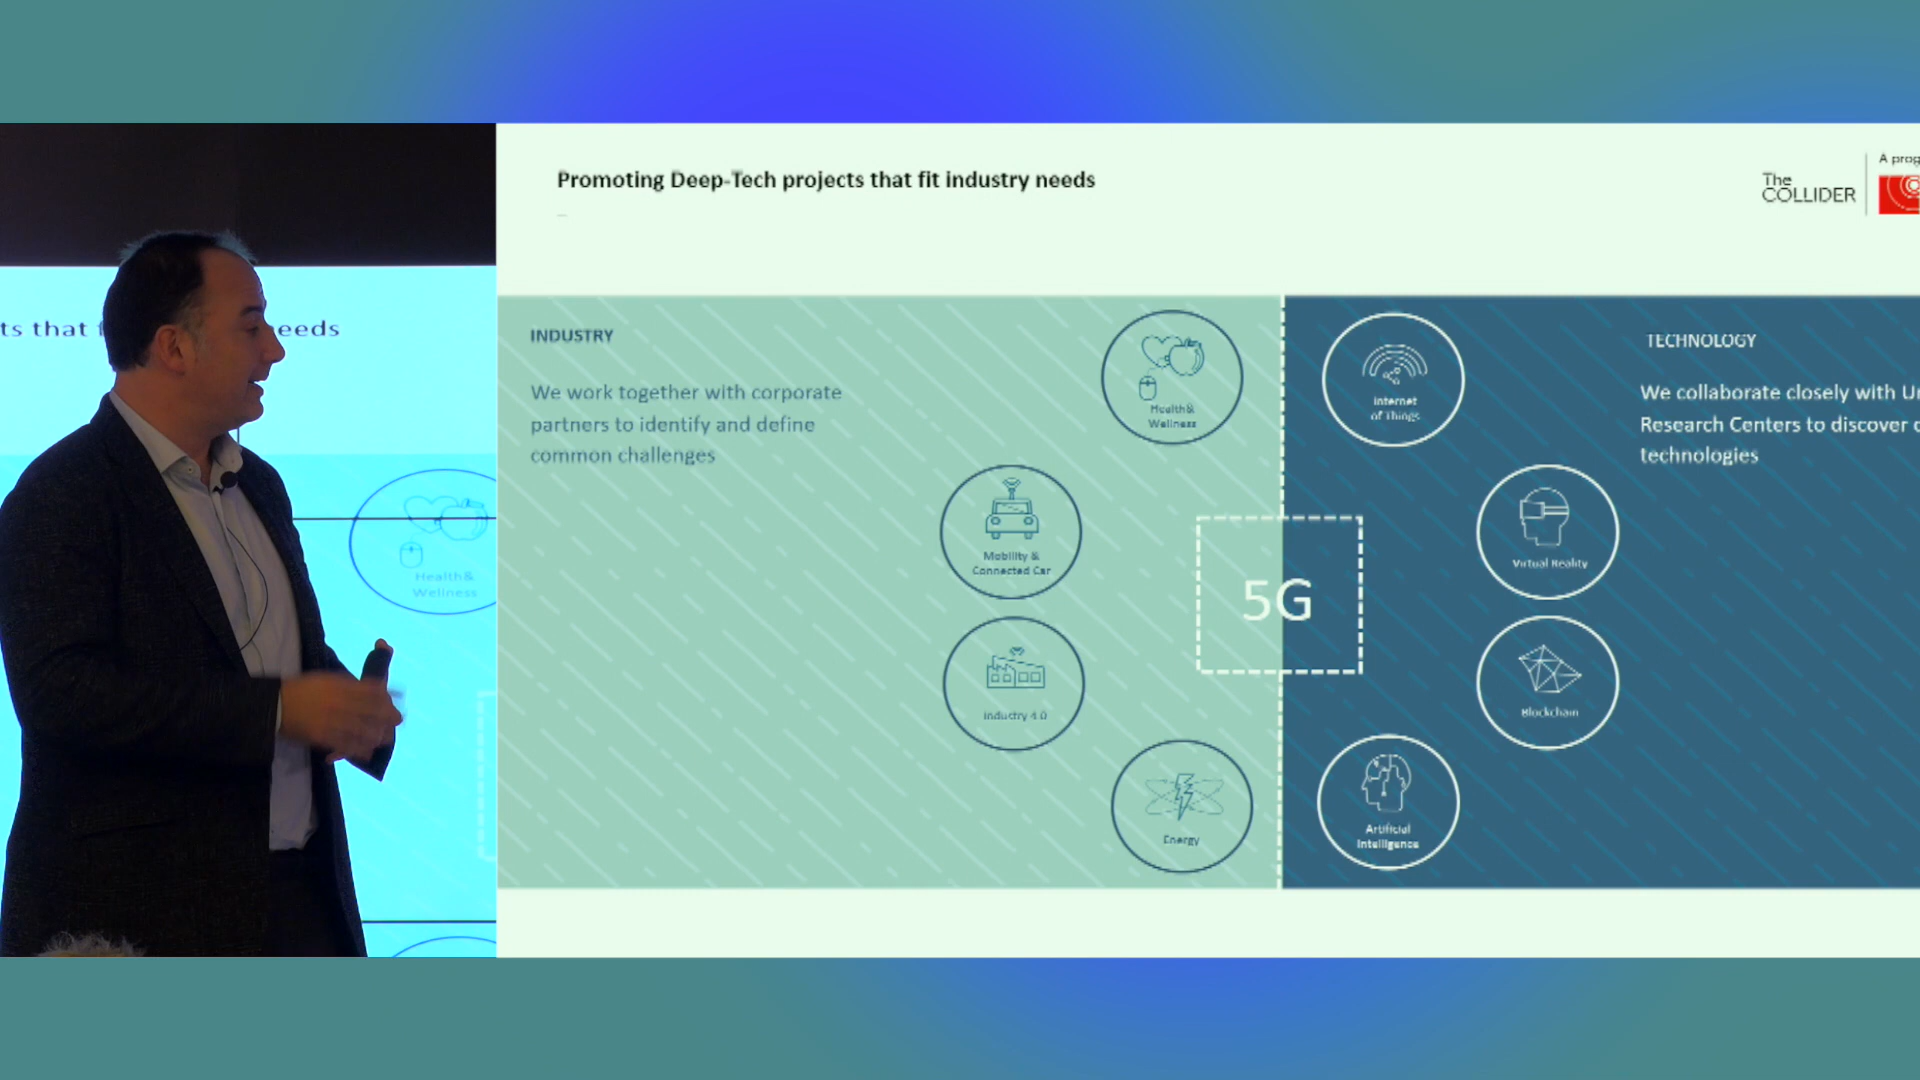 Promoting Deep-Tech projects that fit industry needs
The
COLLIDER
A prog
ts that
eeds
INDUSTRY
We work together with corporate
partners to identify and define
common challenges
Health&
Wellness
Mobility &
Connected Car
Industry 4.0
Energy
5G
Internet
of Things
Virtual Reality
Blockchain
Artificial
Intelligence
TECHNOLOGY
We collaborate closely with
Research Centers to discover
technologies
Health&
Wellness